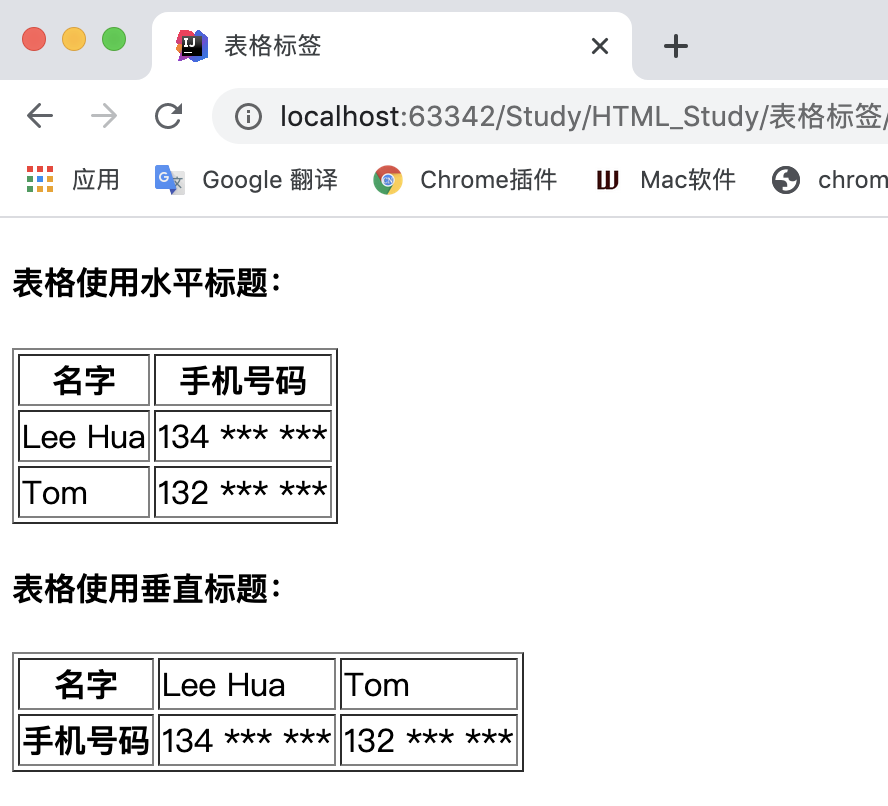 表格标签
localhost:63342/Study/HTML_Study/表格标签/
应用 Google 翻译 Chrome插件 Mac软件 chrom
表格使用水平标题：
名字 手机号码
Lee Hua 134 *** ***
Tom 132 *** ***
表格使用垂直标题：
名字 Lee Hua Tom
手机号码 134 *** *** 132 *** ***